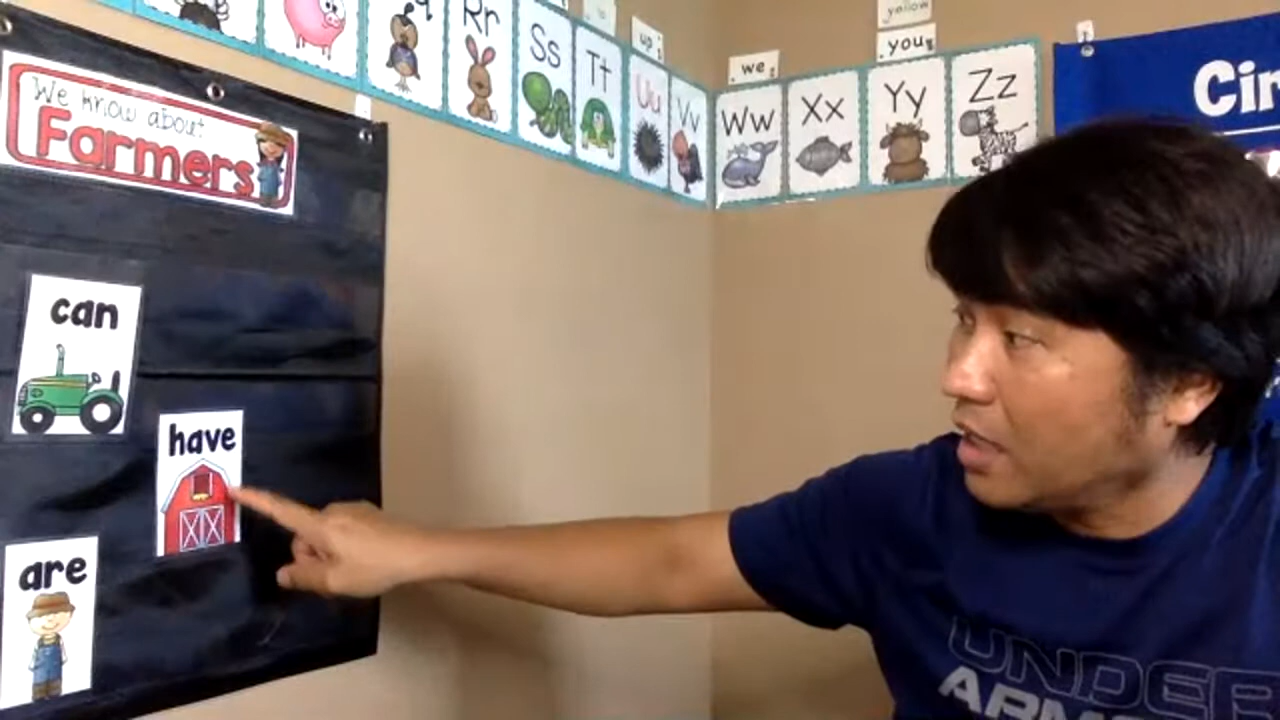 We know about
Farmers
can
have
are
Rr
Ss
Tt
Uu
Vv
Ww
Xx
Yy
Zz
up
we
yellow
you
Cir
UNDER
ARM